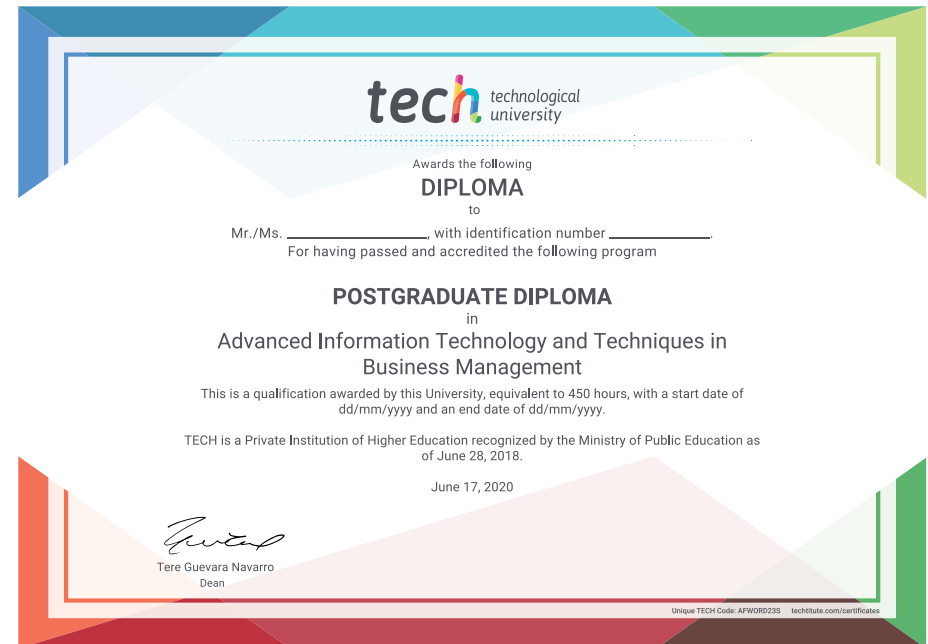 tech technological
university
Awards the following
DIPLOMA
to
Mr./Ms. ____________________, with identification number ______________.
For having passed and accredited the following program
POSTGRADUATE DIPLOMA
in
Advanced Information Technology and Techniques in
Business Management
This is a qualification awarded by this University, equivalent to 450 hours, with a start date of
dd/mm/yyyy and an end date of dd/mm/yyyy.
TECH is a Private Institution of Higher Education recognized by the Ministry of Public Education as
of June 28, 2018.
June 17, 2020
Tere Guevara Navarro
Dean
Unique TECH Code: AFWORD23S techtitute.com/certificates